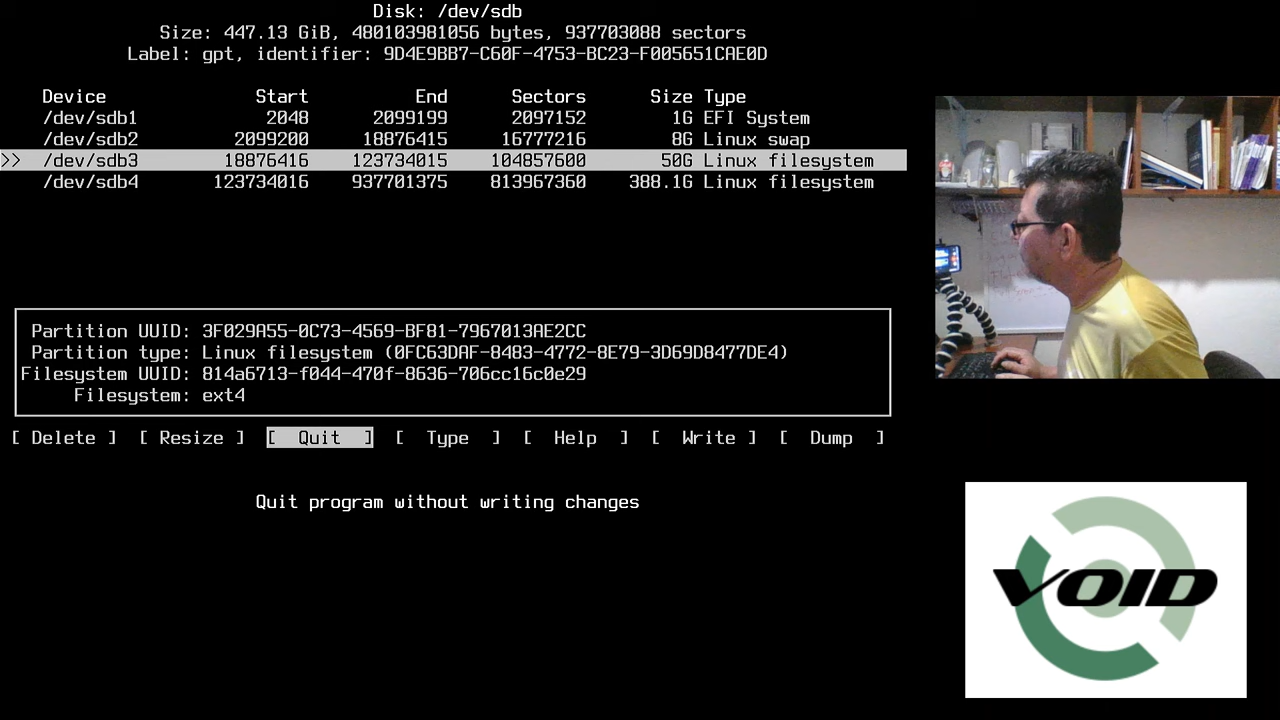 Disk: /dev/sdb
Size: 447.13 GiB, 480103981056 bytes, 937703088 sectors
Label: gpt, identifier: 9D4E9BB7-C60F-4753-BC23-F005651CAE0D
Device Start End Sectors Size Type
/dev/sdb1 2048 2099199 2097152 1G EFI System
/dev/sdb2 2099200 18876415 16777216 8G Linux swap
>> /dev/sdb3 18876416 123734015 104857600 50G Linux filesystem
/dev/sdb4 123734016 937701375 813967360 388.1G Linux filesystem
Partition UUID: 3F029A55-0C73-4569-BF81-7967013AE2CC
Partition type: Linux filesystem (0FC63DAF-8483-4772-8E79-3D69D8477DE4)
Filesystem UUID: 814a6713-f044-470f-8636-706cc16c0e29
Filesystem: ext4
[ Delete ] [ Resize ] [ Quit ] [ Type ] [ Help ] [ Write ] [ Dump ]
Quit program without writing changes
VOID